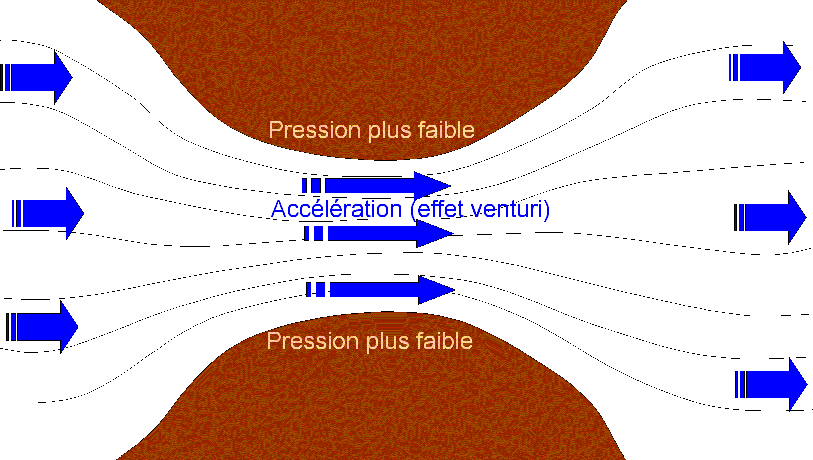 Pression plus faible
Accélération (effet venturi)
Pression plus faible